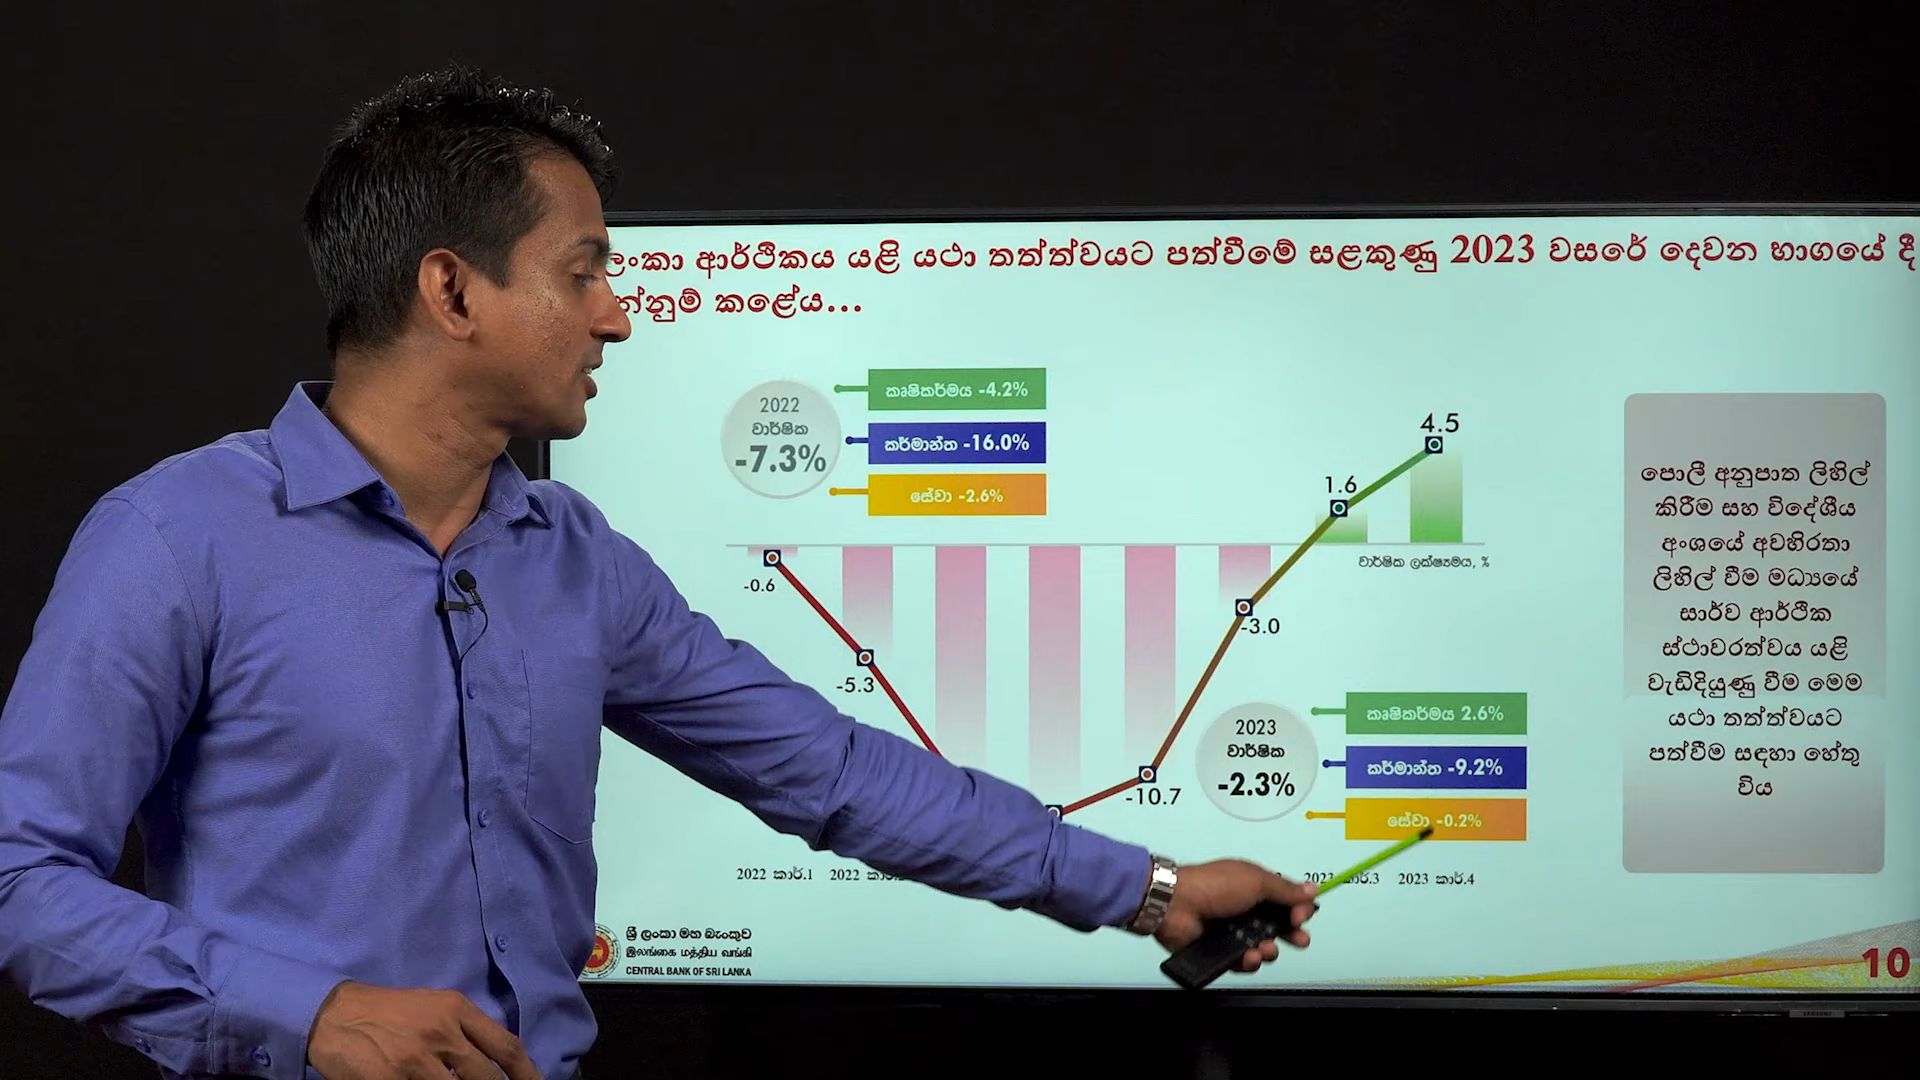 ලංකා ආර්ථිකය යළි යථා තත්ත්වයට පත්වීමේ සළකුණු 2023 වසරේ දෙවන භාගයේ දී
කළේය...
2022
වාර්ෂික
-7.3%
කෘෂිකර්මය -4.2%
කර්මාන්ත -16.0%
සේවා -2.6%
4.5
1.6
වාර්ෂික ලක්ෂ්‍යමය, %
-0.6
-5.3
-3.0
-10.7
2023
වාර්ෂික
-2.3%
කෘෂිකර්මය 2.6%
කර්මාන්ත -9.2%
සේවා -0.2%
2022 කාර්.1
2022
2023 කාර්.3
2023 කාර්.4
පොලී අනුපාත ලිහිල්
කිරීම සහ විදේශීය
අංශයේ අවහිරතා
ලිහිල් වීම මධ්‍යයේ
සාර්ව ආර්ථික
ස්ථාවරත්වය යළි
වැඩිදියුණු වීම මෙම
යථා තත්ත්වයට
පත්වීම සඳහා හේතු
විය
ශ්‍රී ලංකා මහ බැංකුව
இலங்கை மத்திய வங்கி
CENTRAL BANK OF SRI LANKA
10
SAMSUNG